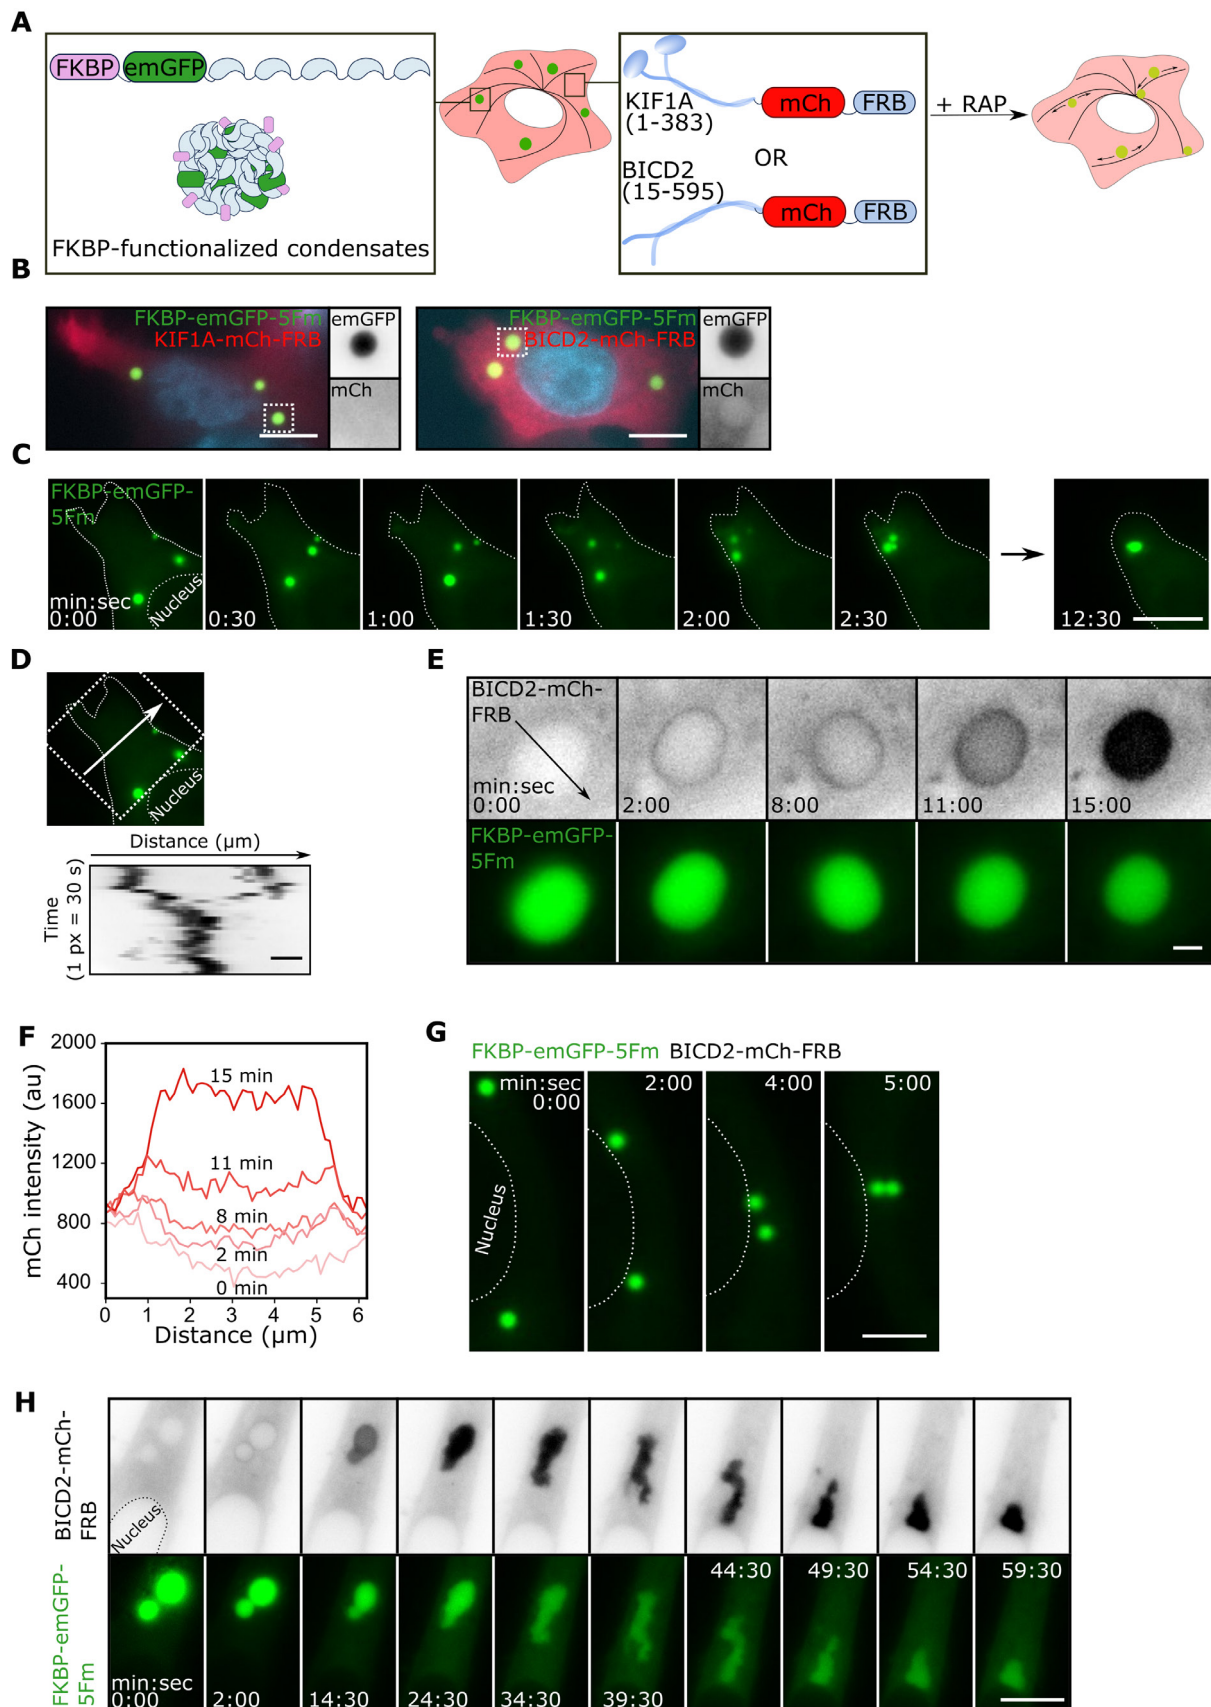 A
FKBP emGFP
FKBP-functionalized condensates
KIF1A
(1-383)
mCh FRB
OR
BICD2
(15-595)
mCh FRB
+ RAP
B
FKBP-emGFP-5Fm
KIF1A-mCh-FRB
emGFP
mCh
FKBP-emGFP-5Fm
BICD2-mCh-FRB
emGFP
mCh
C
FKBP-emGFP-
5Fm
Nucleus
min:sec
0:00
0:30
1:00
1:30
2:00
2:30
12:30
D
Nucleus
Distance (µm)
Time
(1 px = 30 s)
E
BICD2-mCh-
FRB
min:sec
0:00
2:00
8:00
11:00
15:00
FKBP-emGFP-
5Fm
F
mCh intensity (au)
2000
1600
1200
800
400
15 min
11 min
8 min
2 min
0 min
0 1 2 3 4 5 6
Distance (µm)
G
FKBP-emGFP-5Fm BICD2-mCh-FRB
min:sec
0:00
Nucleus
2:00
4:00
5:00
H
BICD2-mCh-
FRB
Nucleus
FKBP-emGFP-
5Fm
min:sec
0:00
2:00
14:30
24:30
34:30
39:30
44:30
49:30
54:30
59:30